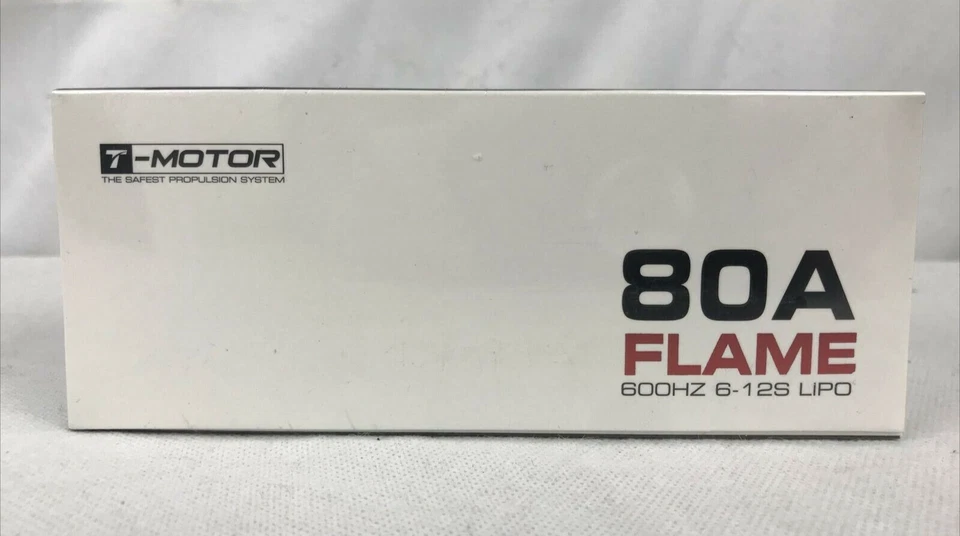 T-MOTOR
THE SAFEST PROPULSION SYSTEM
80A
FLAME
600HZ 6-12S LiPO